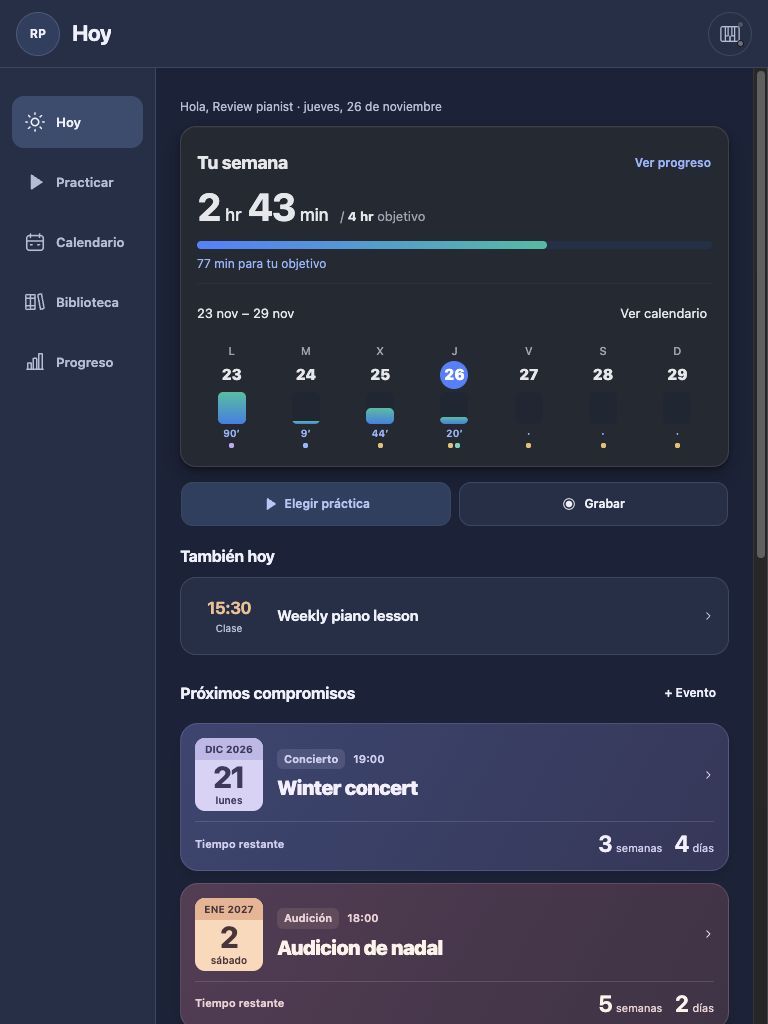 RP Hoy
Hoy
Practicar
Calendario
Biblioteca
Progreso
Hola, Review pianist · jueves, 26 de noviembre
Tu semana Ver progreso
2 hr 43 min / 4 hr objetivo
77 min para tu objetivo
23 nov – 29 nov Ver calendario
L M X J V S D
23 24 25 26 27 28 29
90′ 9′ 44′ 20′ · · ·
Elegir práctica Grabar
También hoy
15:30 Weekly piano lesson
Clase
Próximos compromisos + Evento
DIC 2026
21
lunes
Concierto 19:00
Winter concert
Tiempo restante 3 semanas 4 días
ENE 2027
2
sábado
Audición 18:00
Audicion de nadal
Tiempo restante 5 semanas 2 días